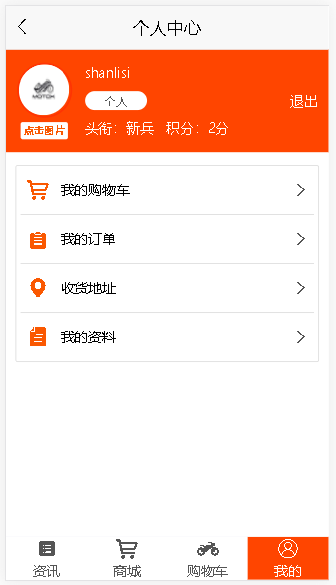 个人中心
shanlisi
个人
退出
点击图片
头衔：新兵 积分：2分
我的购物车
我的订单
收货地址
我的资料
资讯 商城 购物车 我的